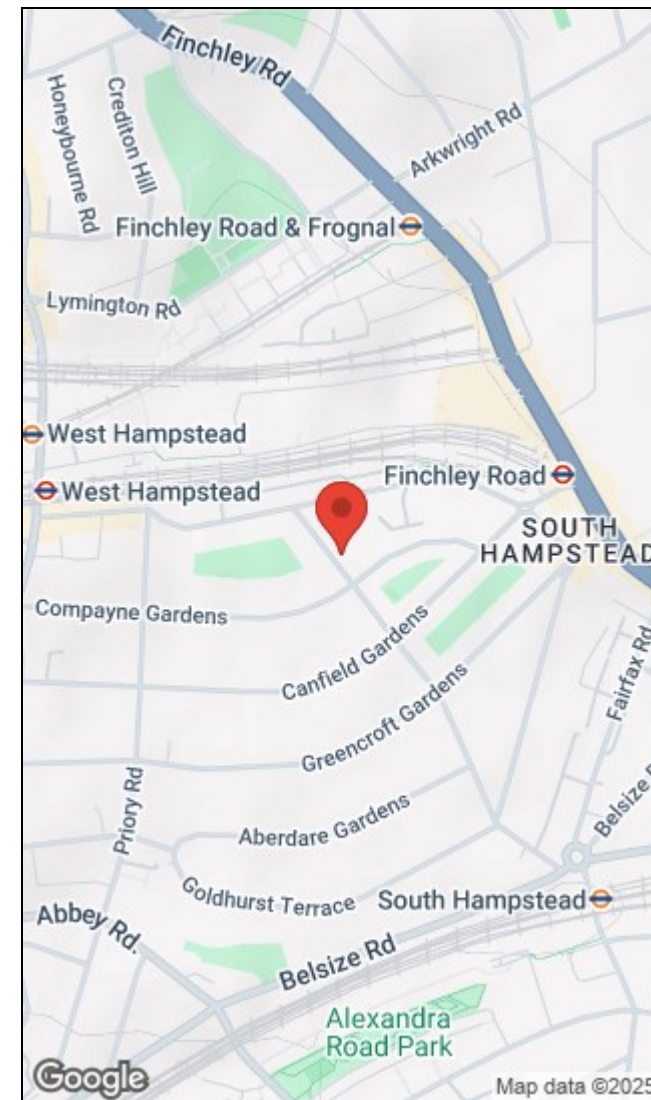 Finchley Rd
Honeybourne Rd
Crediton Hill
Arkwright Rd
Finchley Road & Frognal
Lymington Rd
West Hampstead
West Hampstead
Finchley Road
SOUTH
HAMPSTEAD
Compayne Gardens
Canfield Gardens
Fairfax Rd
Greencroft Gardens
Priory Rd
Aberdare Gardens
Belsize
Goldhurst Terrace
South Hampstead
Abbey Rd.
Belsize Rd
Alexandra
Road Park
Google
Map data ©2025